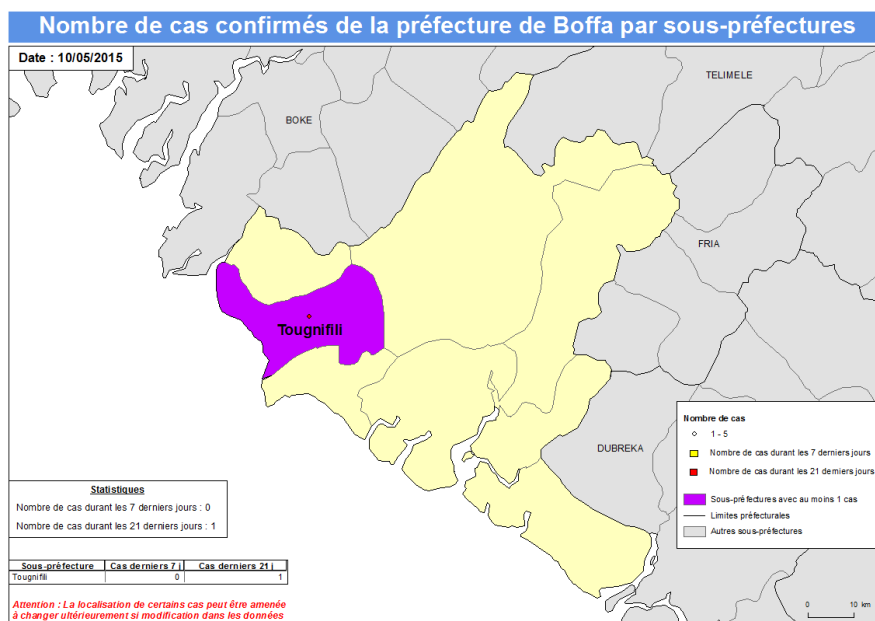 Nombre de cas confirmés de la préfecture de Boffa par sous-préfectures
Date : 10/05/2015
TELIMELE
BOKE
FRIA
Tougnifili
DUBREKA
Nombre de cas
1 - 5
Nombre de cas durant les 7 derniers jours
Nombre de cas durant les 21 derniers jours
Sous-préfectures avec au moins 1 cas
Limites préfecturales
Autres sous-préfectures
Statistiques
Nombre de cas durant les 7 derniers jours : 0
Nombre de cas durant les 21 derniers jours : 1
Sous-préfecture Cas derniers 7 j Cas derniers 21 j
Tougnifili 0 1
Attention : La localisation de certains cas peut être amenée
à changer ultérieurement si modification dans les données
0 10 km